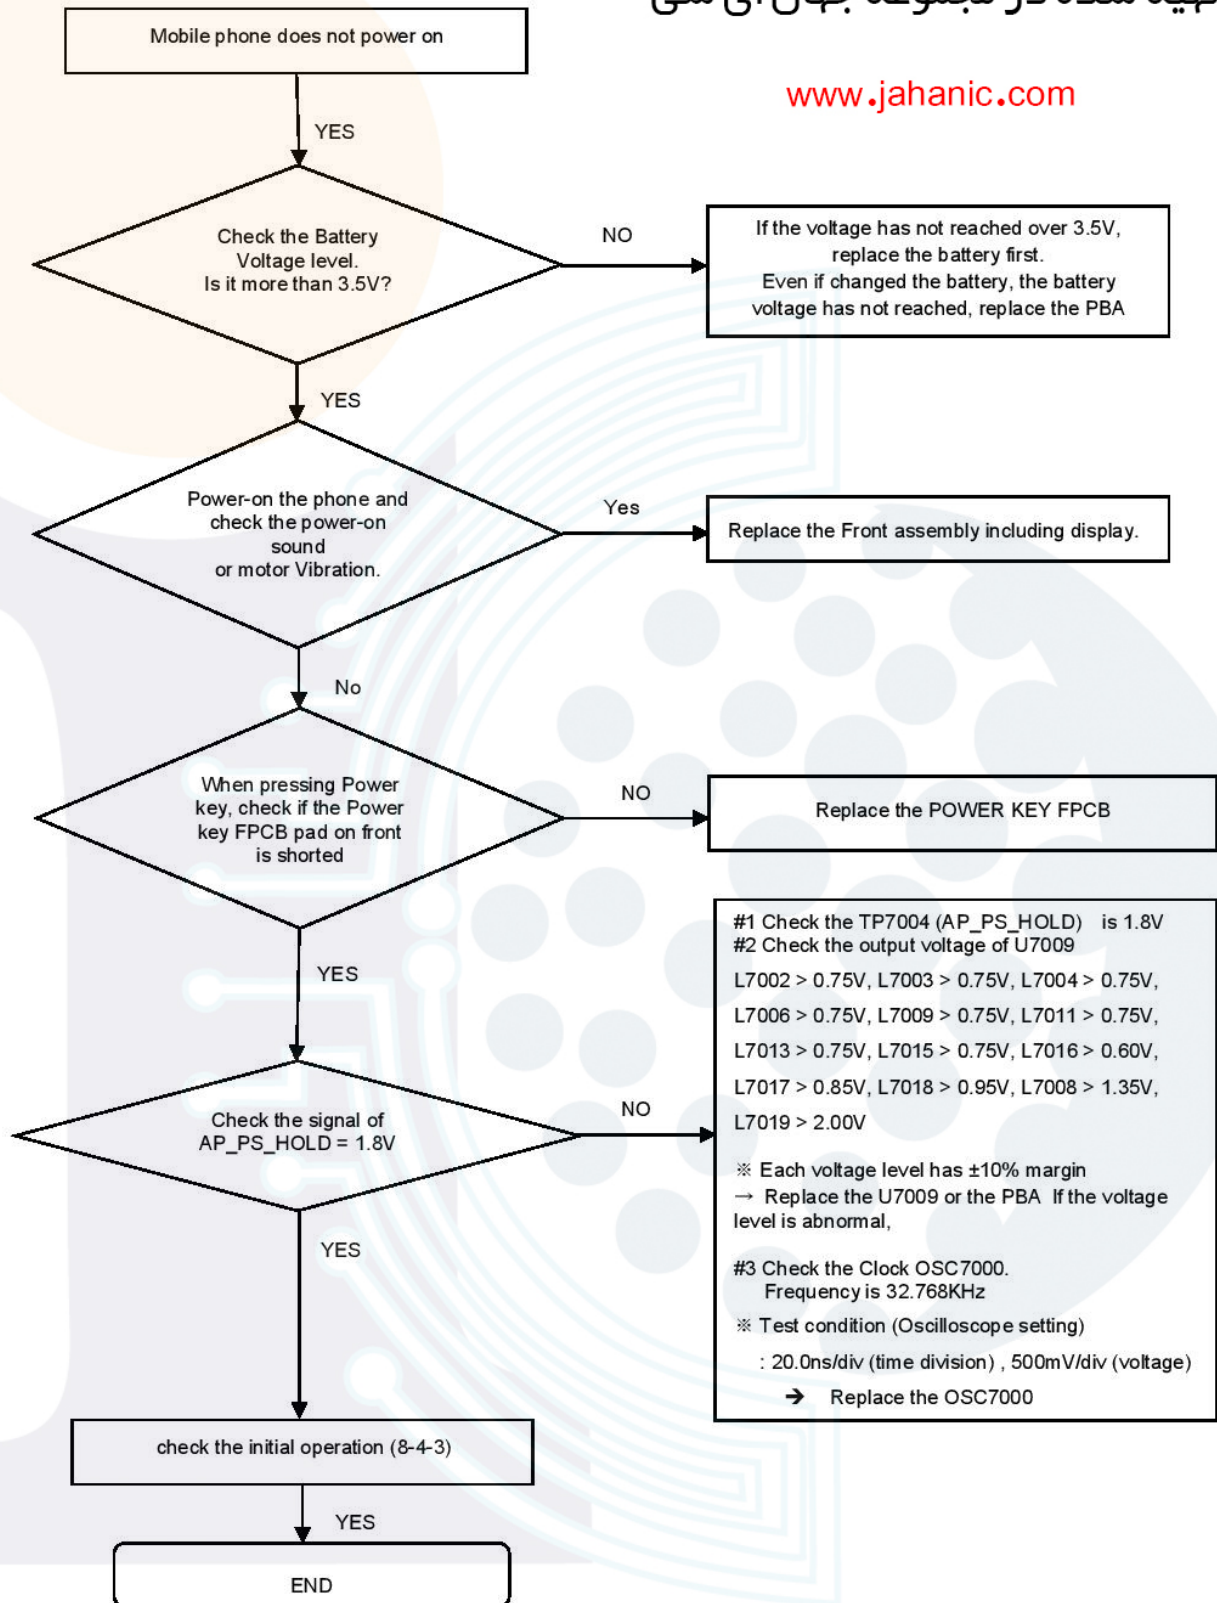 تهیه شده در مجموعه جهان آی سی
Mobile phone does not power on
www.jahanic.com
YES
Check the Battery
Voltage level.
Is it more than 3.5V?
NO
If the voltage has not reached over 3.5V,
replace the battery first.
Even if changed the battery, the battery
voltage has not reached, replace the PBA
YES
Power-on the phone and
check the power-on
sound
or motor Vibration.
Yes
Replace the Front assembly including display.
No
When pressing Power
key, check if the Power
key FPCB pad on front
is shorted
NO
Replace the POWER KEY FPCB
YES
Check the signal of
AP_PS_HOLD = 1.8V
NO
#1 Check the TP7004 (AP_PS_HOLD) is 1.8V
#2 Check the output voltage of U7009
L7002 > 0.75V, L7003 > 0.75V, L7004 > 0.75V,
L7006 > 0.75V, L7009 > 0.75V, L7011 > 0.75V,
L7013 > 0.75V, L7015 > 0.75V, L7016 > 0.60V,
L7017 > 0.85V, L7018 > 0.95V, L7008 > 1.35V,
L7019 > 2.00V
※ Each voltage level has ±10% margin
→ Replace the U7009 or the PBA If the voltage
level is abnormal,
#3 Check the Clock OSC7000.
Frequency is 32.768KHz
※ Test condition (Oscilloscope setting)
: 20.0ns/div (time division) , 500mV/div (voltage)
➔ Replace the OSC7000
YES
check the initial operation (8-4-3)
YES
END